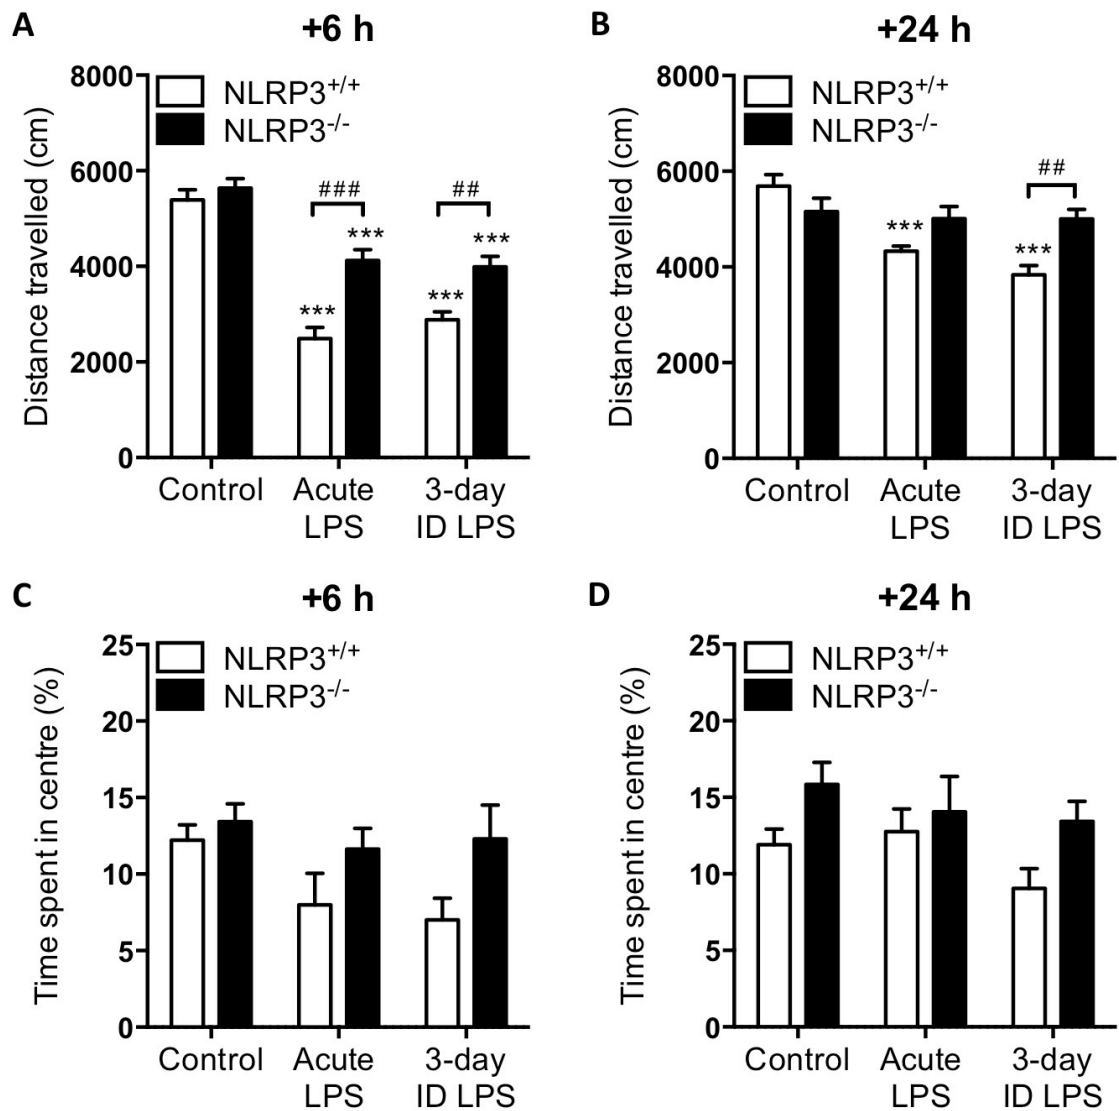 A
+6 h
Distance travelled (cm)
8000
6000
4000
2000
0
NLRP3+/+
NLRP3-/-
###
##
***
***
***
***
Control
Acute LPS
3-day ID LPS
B
+24 h
Distance travelled (cm)
8000
6000
4000
2000
0
NLRP3+/+
NLRP3-/-
##
***
***
Control
Acute LPS
3-day ID LPS
C
+6 h
Time spent in centre (%)
25
20
15
10
5
0
NLRP3+/+
NLRP3-/-
Control
Acute LPS
3-day ID LPS
D
+24 h
Time spent in centre (%)
25
20
15
10
5
0
NLRP3+/+
NLRP3-/-
Control
Acute LPS
3-day ID LPS